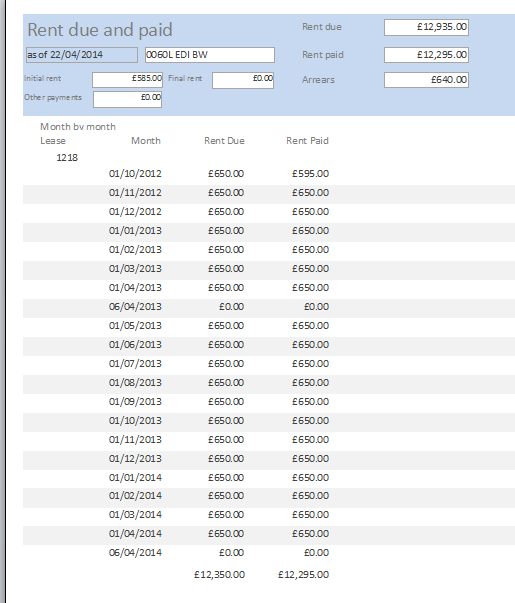 Rent due and paid Rent due £12,935.00
as of 22/04/2014 0060L EDI BW Rent paid £12,295.00
Initial rent £585.00 Final rent £0.00 Arrears £640.00
Other payments £0.00
Month by month
Lease Month Rent Due Rent Paid
1218
01/10/2012 £650.00 £595.00
01/11/2012 £650.00 £650.00
01/12/2012 £650.00 £650.00
01/01/2013 £650.00 £650.00
01/02/2013 £650.00 £650.00
01/03/2013 £650.00 £650.00
01/04/2013 £650.00 £650.00
06/04/2013 £0.00 £0.00
01/05/2013 £650.00 £650.00
01/06/2013 £650.00 £650.00
01/07/2013 £650.00 £650.00
01/08/2013 £650.00 £650.00
01/09/2013 £650.00 £650.00
01/10/2013 £650.00 £650.00
01/11/2013 £650.00 £650.00
01/12/2013 £650.00 £650.00
01/01/2014 £650.00 £650.00
01/02/2014 £650.00 £650.00
01/03/2014 £650.00 £650.00
01/04/2014 £650.00 £650.00
06/04/2014 £0.00 £0.00
£12,350.00 £12,295.00